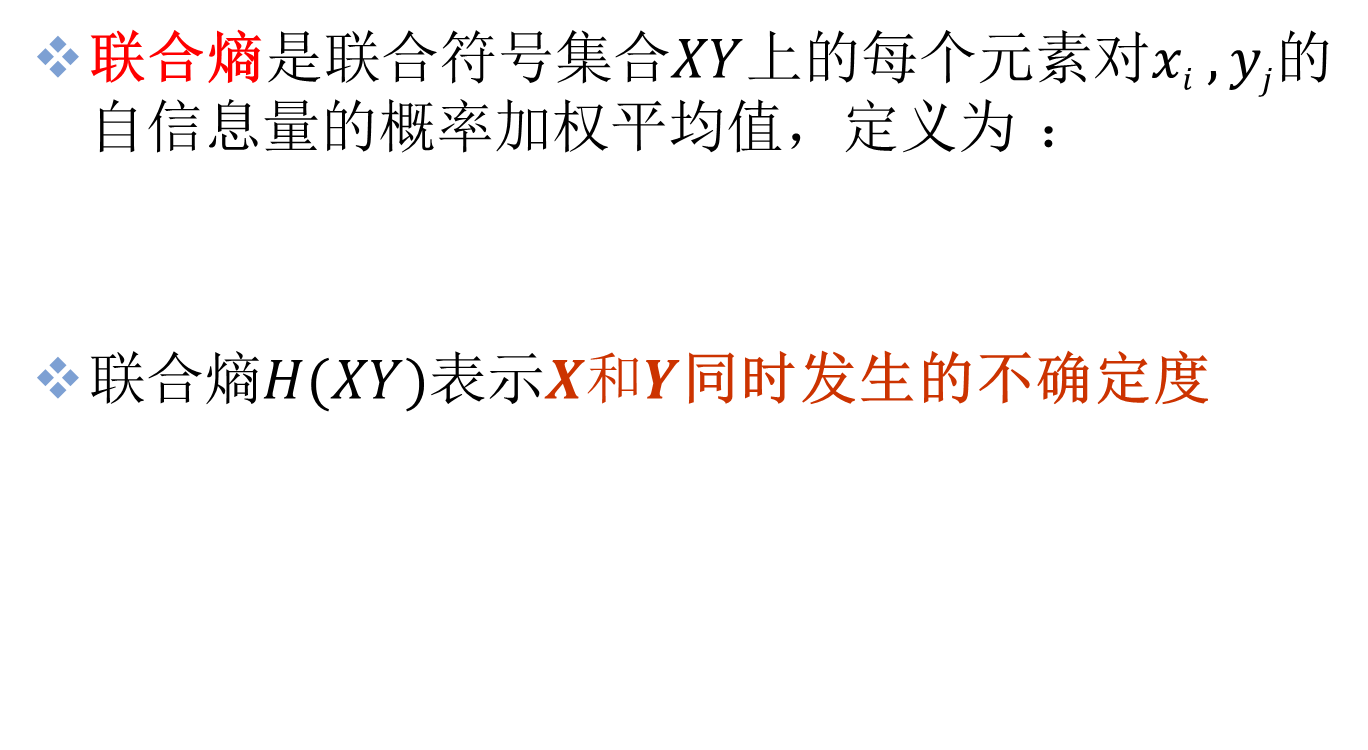 ❖联合熵是联合符号集合XY上的每个元素对xᵢ,yⱼ的
自信息量的概率加权平均值，定义为：
❖联合熵H(XY)表示X和Y同时发生的不确定度